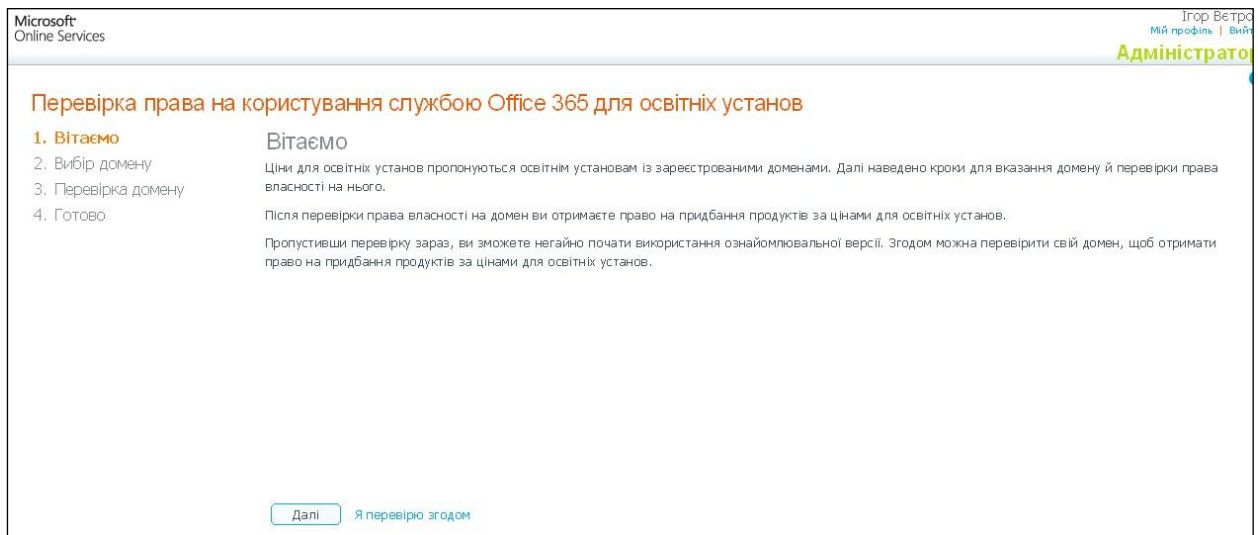 Microsoft
Online Services
Ігор Вєтро
Мій профіль | Вийт
Адміністратор
Перевірка права на користування службою Office 365 для освітніх установ
1. Вітаємо
2. Вибір домену
3. Перевірка домену
4. Готово
Вітаємо
Ціни для освітніх установ пропонуються освітнім установам із зареєстрованими доменами. Далі наведено кроки для вказання домену й перевірки права
власності на нього.
Після перевірки права власності на домен ви отримаєте право на придбання продуктів за цінами для освітніх установ.
Пропустивши перевірку зараз, ви зможете негайно почати використання ознайомлювальної версії. Згодом можна перевірити свій домен, щоб отримати
право на придбання продуктів за цінами для освітніх установ.
Далі Я перевірю згодом